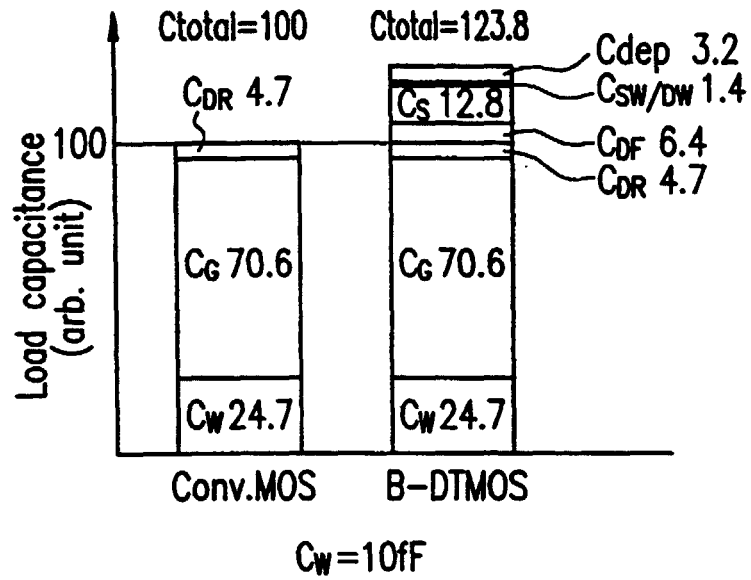 Ctotal=100
Ctotal=123.8
Load capacitance
(arb. unit)
100
CDR 4.7
CG 70.6
CW 24.7
Cdep 3.2
CSW/DW 1.4
CS 12.8
CDF 6.4
CDR 4.7
CG 70.6
CW 24.7
Conv.MOS
B-DTMOS
CW=10fF